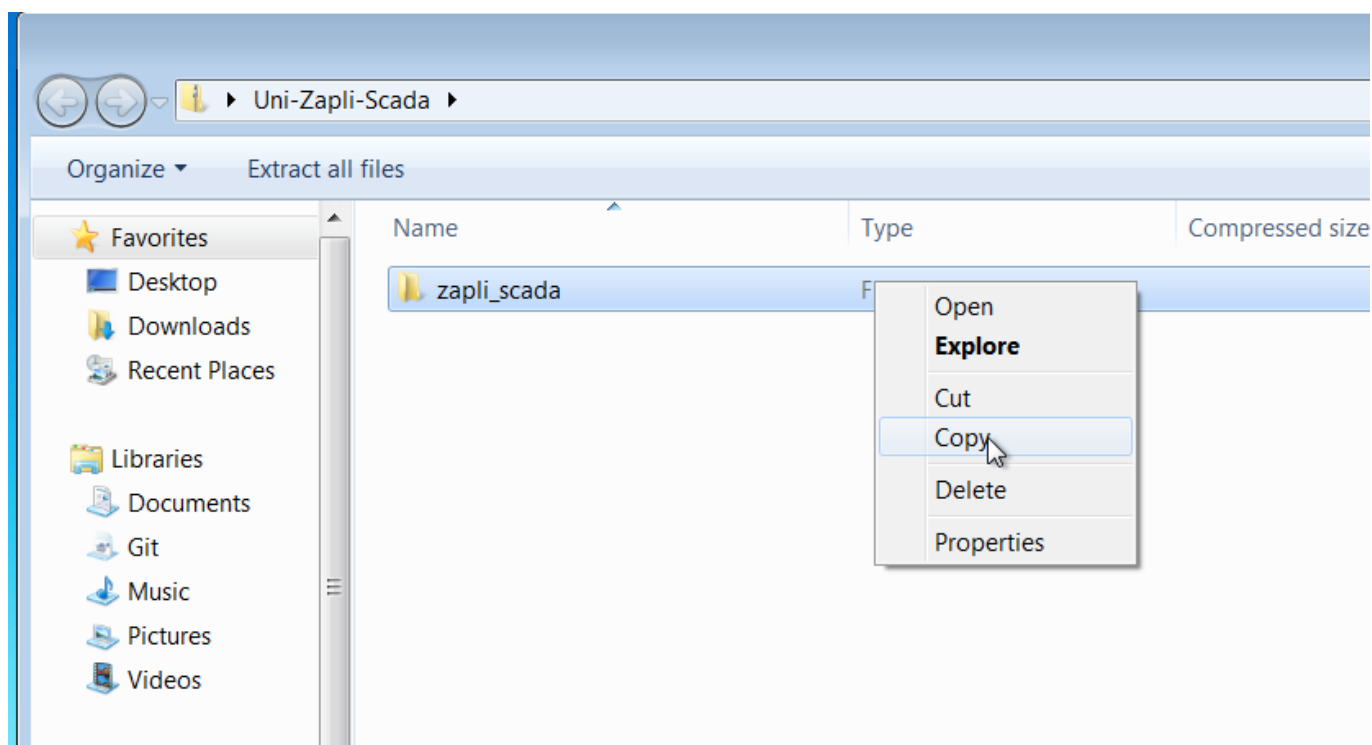 Uni-Zapli-Scada
Organize Extract all files
Name Type Compressed size
Favorites
Desktop
Downloads
Recent Places
Libraries
Documents
Git
Music
Pictures
Videos
zapli_scada F
Open
Explore
Cut
Copy
Delete
Properties